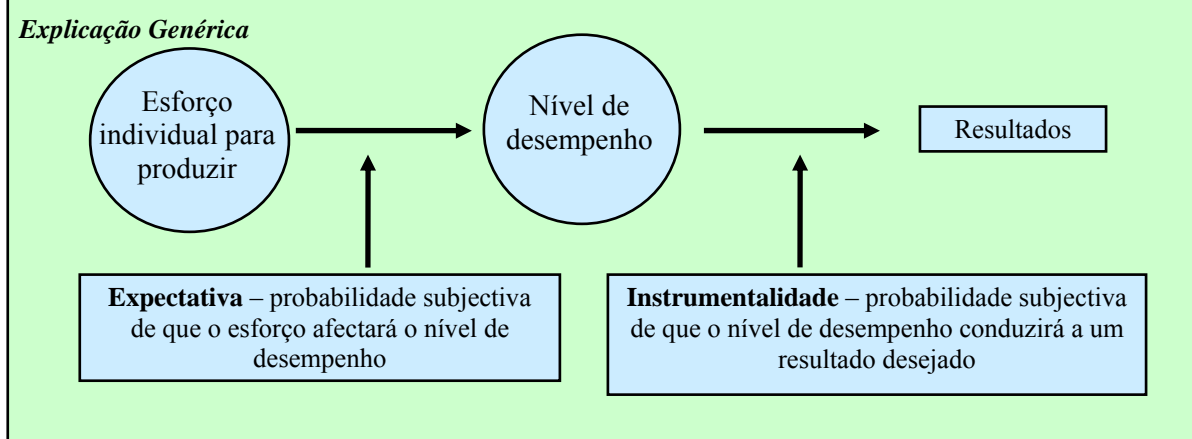 Explicação Genérica
Esforço
individual para
produzir
Nível de
desempenho
Resultados
Expectativa – probabilidade subjectiva
de que o esforço afectará o nível de
desempenho
Instrumentalidade – probabilidade subjectiva
de que o nível de desempenho conduzirá a um
resultado desejado